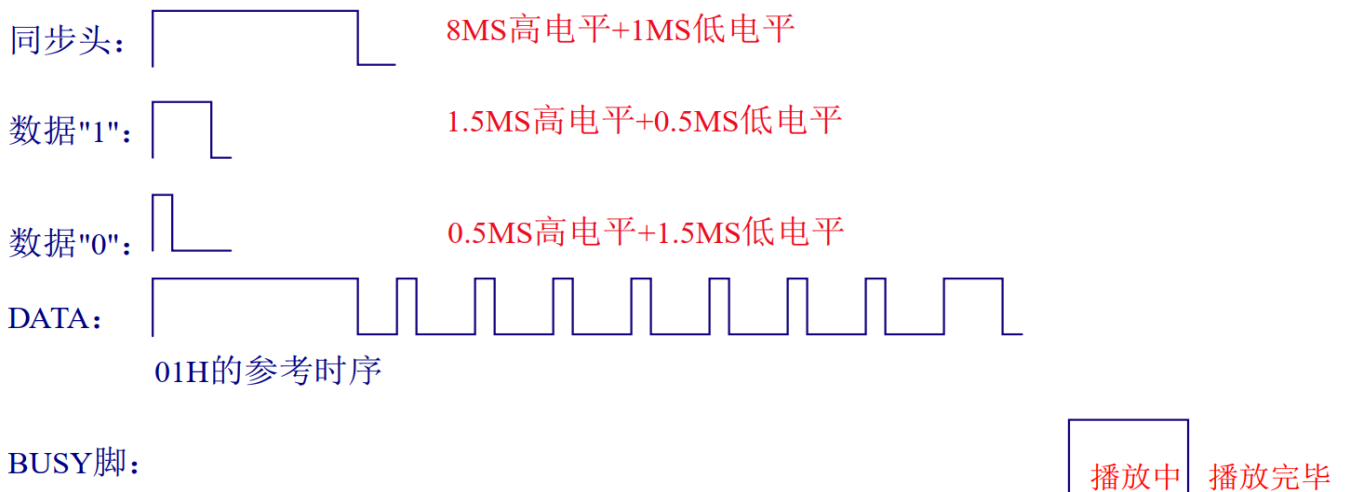 同步头： 8MS高电平+1MS低电平
数据"1"： 1.5MS高电平+0.5MS低电平
数据"0"： 0.5MS高电平+1.5MS低电平
DATA：
01H的参考时序
BUSY脚： 播放中 播放完毕